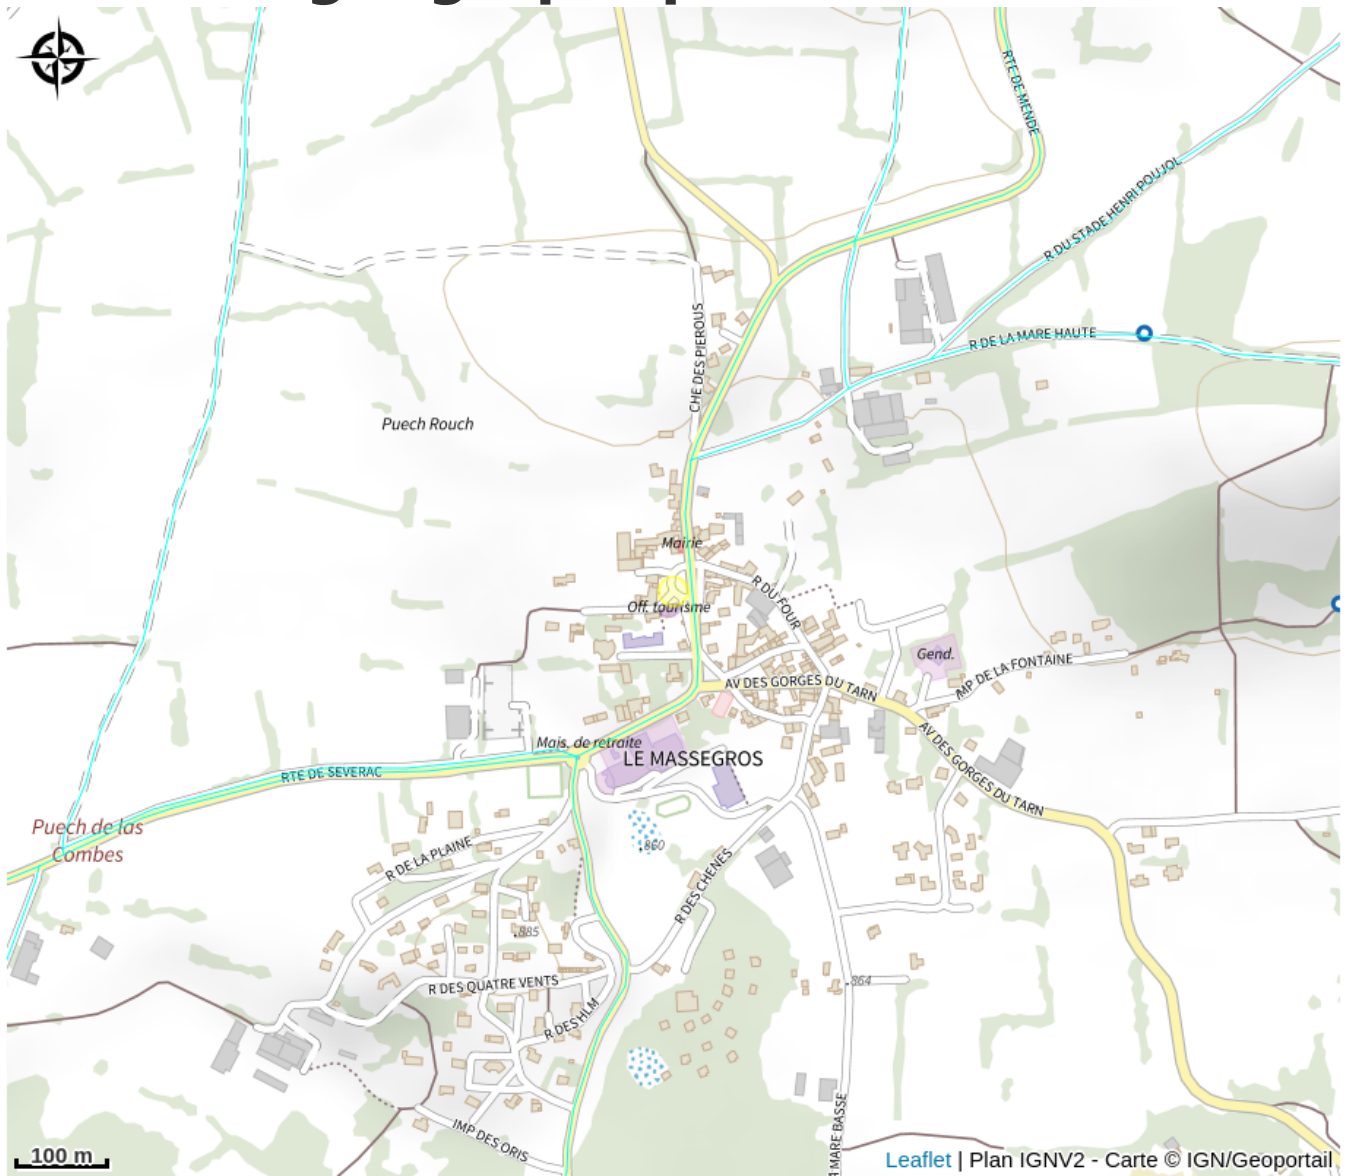 RTE DE MENDE
R DU STADE HENRI POUJOL
R DE LA MARE HAUTE
CHE DES PIEROUS
Puech Rouch
Mairie
R DU FOUR
Off. tourisme
Gend.
IMP DE LA FONTAINE
AV DES GORGES DU TARN
AV DES GORGES DU TARN
Mais. de retraite
LE MASSEGROS
RTE DE SEVERAC
Puech de las
Combes
R DE LA PLAINE
860
R DES CHENES
885
864
R DES QUATRE VENTS
R DES HLM
IMP DES ORIS
MARE BASSE
100 m
Leaflet | Plan IGNV2 - Carte © IGN/Geoportail